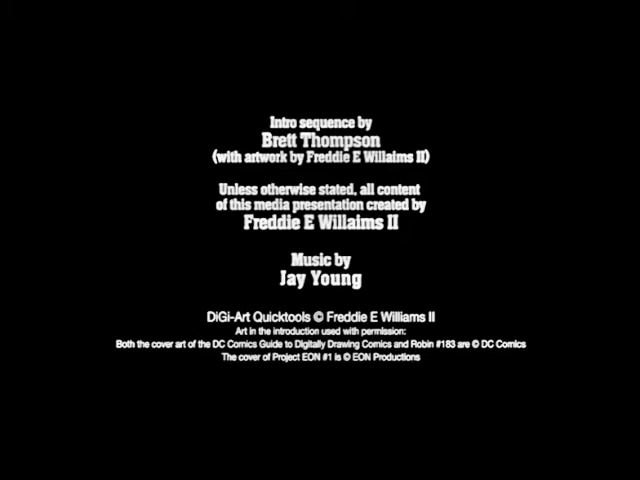 Intro sequence by
Brett Thompson
(with artwork by Freddie E Willaims II)
Unless otherwise stated, all content
of this media presentation created by
Freddie E Willaims II
Music by
Jay Young
DiGi-Art Quicktools © Freddie E Williams II
Art in the introduction used with permission:
Both the cover art of the DC Comics Guide to Digitally Drawing Comics and Robin #183 are © DC Comics
The cover of Project EON #1 is © EON Productions